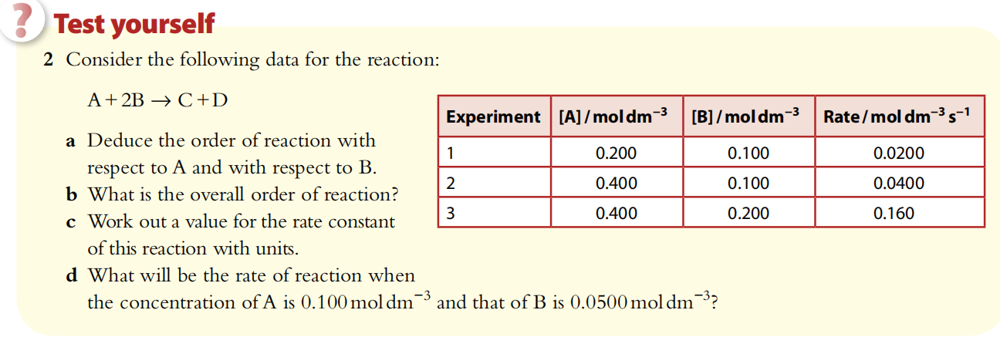 ? Test yourself
2 Consider the following data for the reaction:
A + 2B → C + D
a Deduce the order of reaction with
respect to A and with respect to B.
b What is the overall order of reaction?
c Work out a value for the rate constant
of this reaction with units.
d What will be the rate of reaction when
the concentration of A is 0.100 mol dm⁻³ and that of B is 0.0500 mol dm⁻³?
Experiment [A] / mol dm⁻³ [B] / mol dm⁻³ Rate / mol dm⁻³ s⁻¹
1 0.200 0.100 0.0200
2 0.400 0.100 0.0400
3 0.400 0.200 0.160